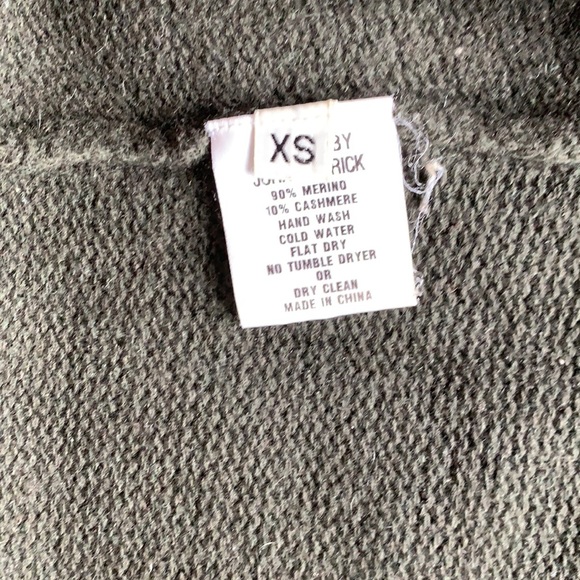 XS
BY
90% MERINO
10% CASHMERE
HAND WASH
COLD WATER
FLAT DRY
NO TUMBLE DRYER
OR
DRY CLEAN
MADE IN CHINA